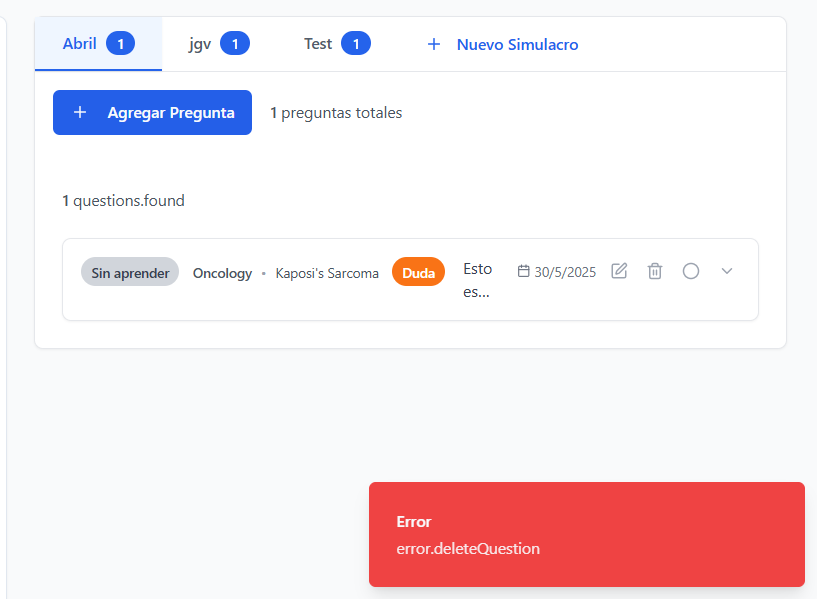 Abril 1 jgv 1 Test 1 + Nuevo Simulacro
+ Agregar Pregunta 1 preguntas totales
1 questions.found
Sin aprender Oncology • Kaposi's Sarcoma Duda Esto 30/5/2025
es...
Error
error.deleteQuestion